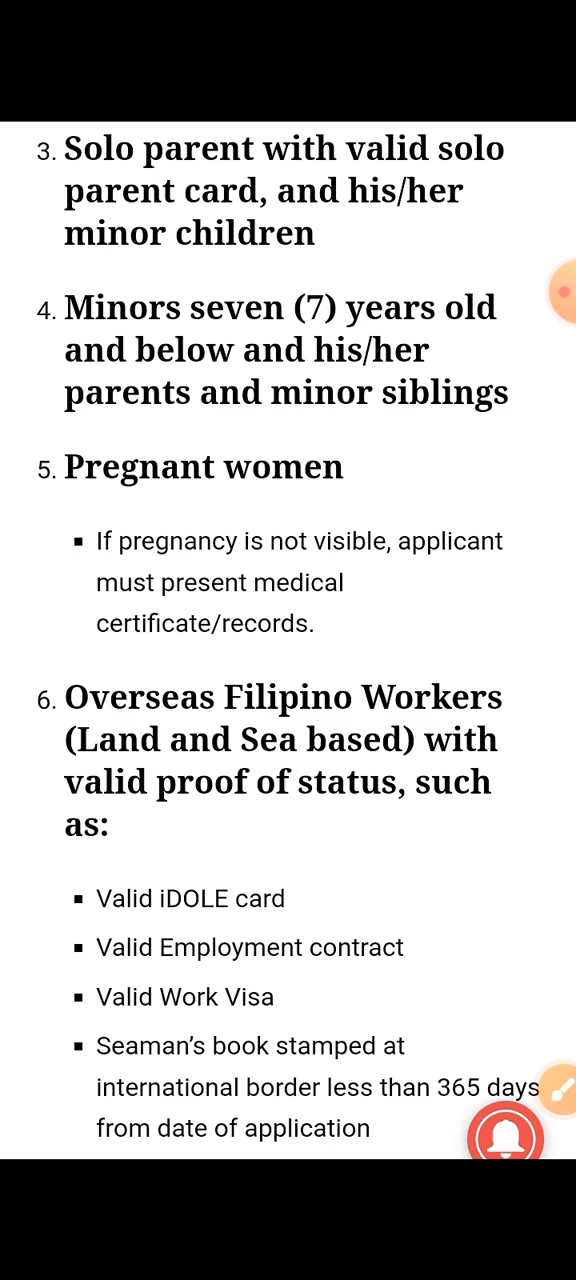 3. Solo parent with valid solo
parent card, and his/her
minor children
4. Minors seven (7) years old
and below and his/her
parents and minor siblings
5. Pregnant women
▪ If pregnancy is not visible, applicant
must present medical
certificate/records.
6. Overseas Filipino Workers
(Land and Sea based) with
valid proof of status, such
as:
▪ Valid iDOLE card
▪ Valid Employment contract
▪ Valid Work Visa
▪ Seaman’s book stamped at
international border less than 365 days
from date of application